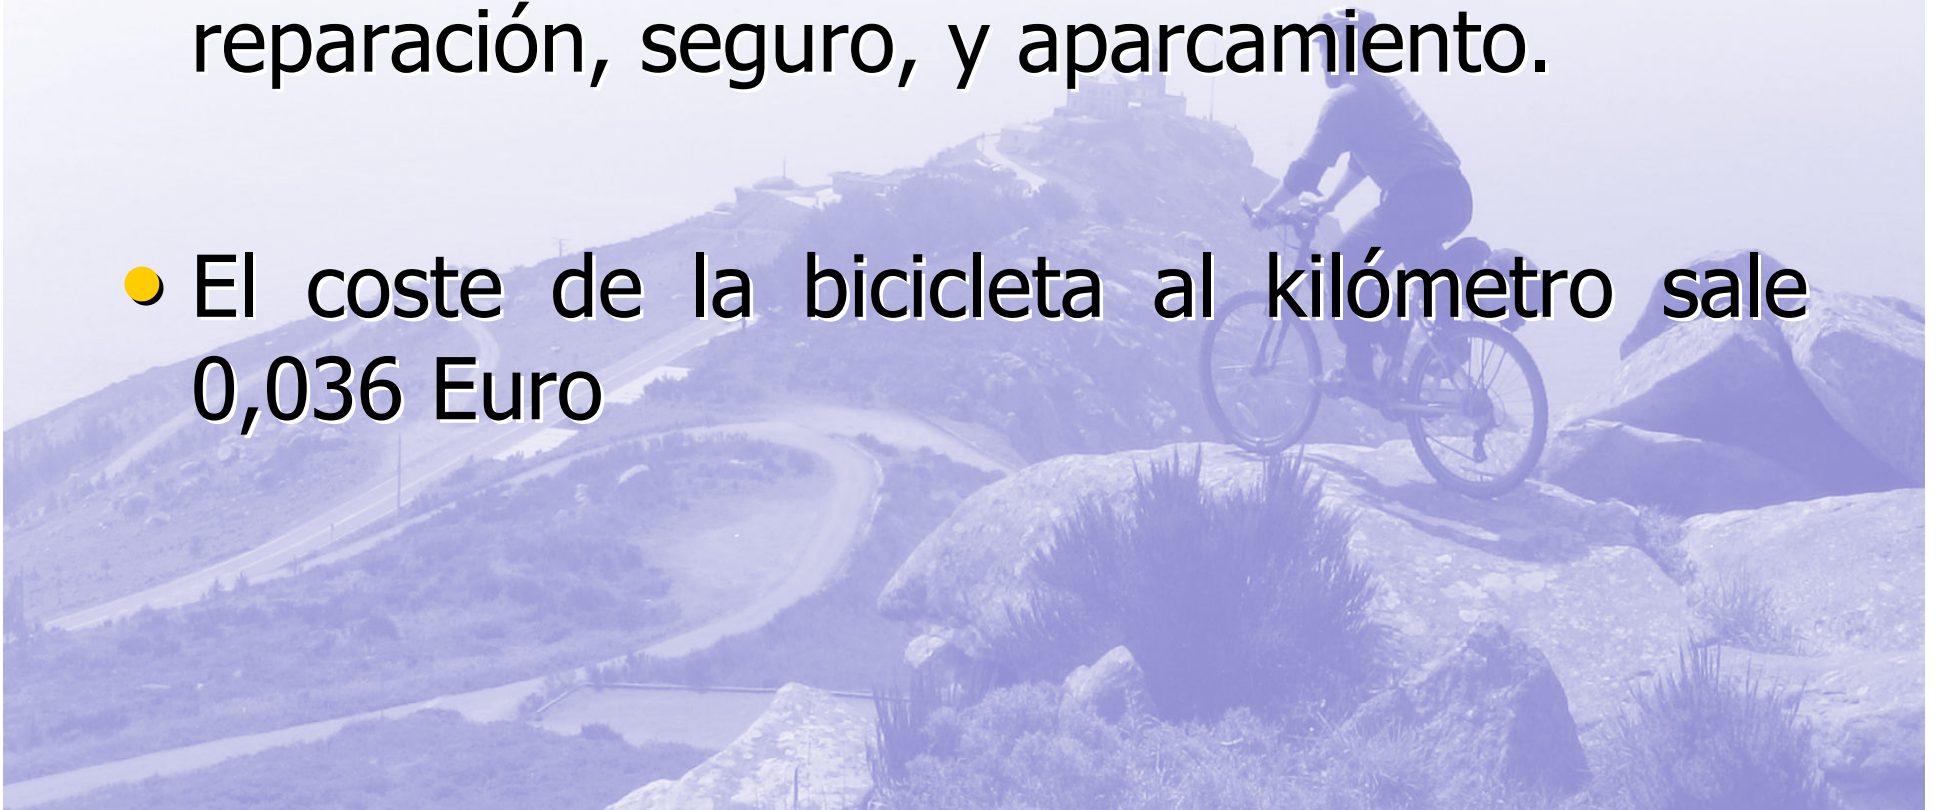 reparación, seguro, y aparcamiento.
El coste de la bicicleta al kilómetro sale
0,036 Euro